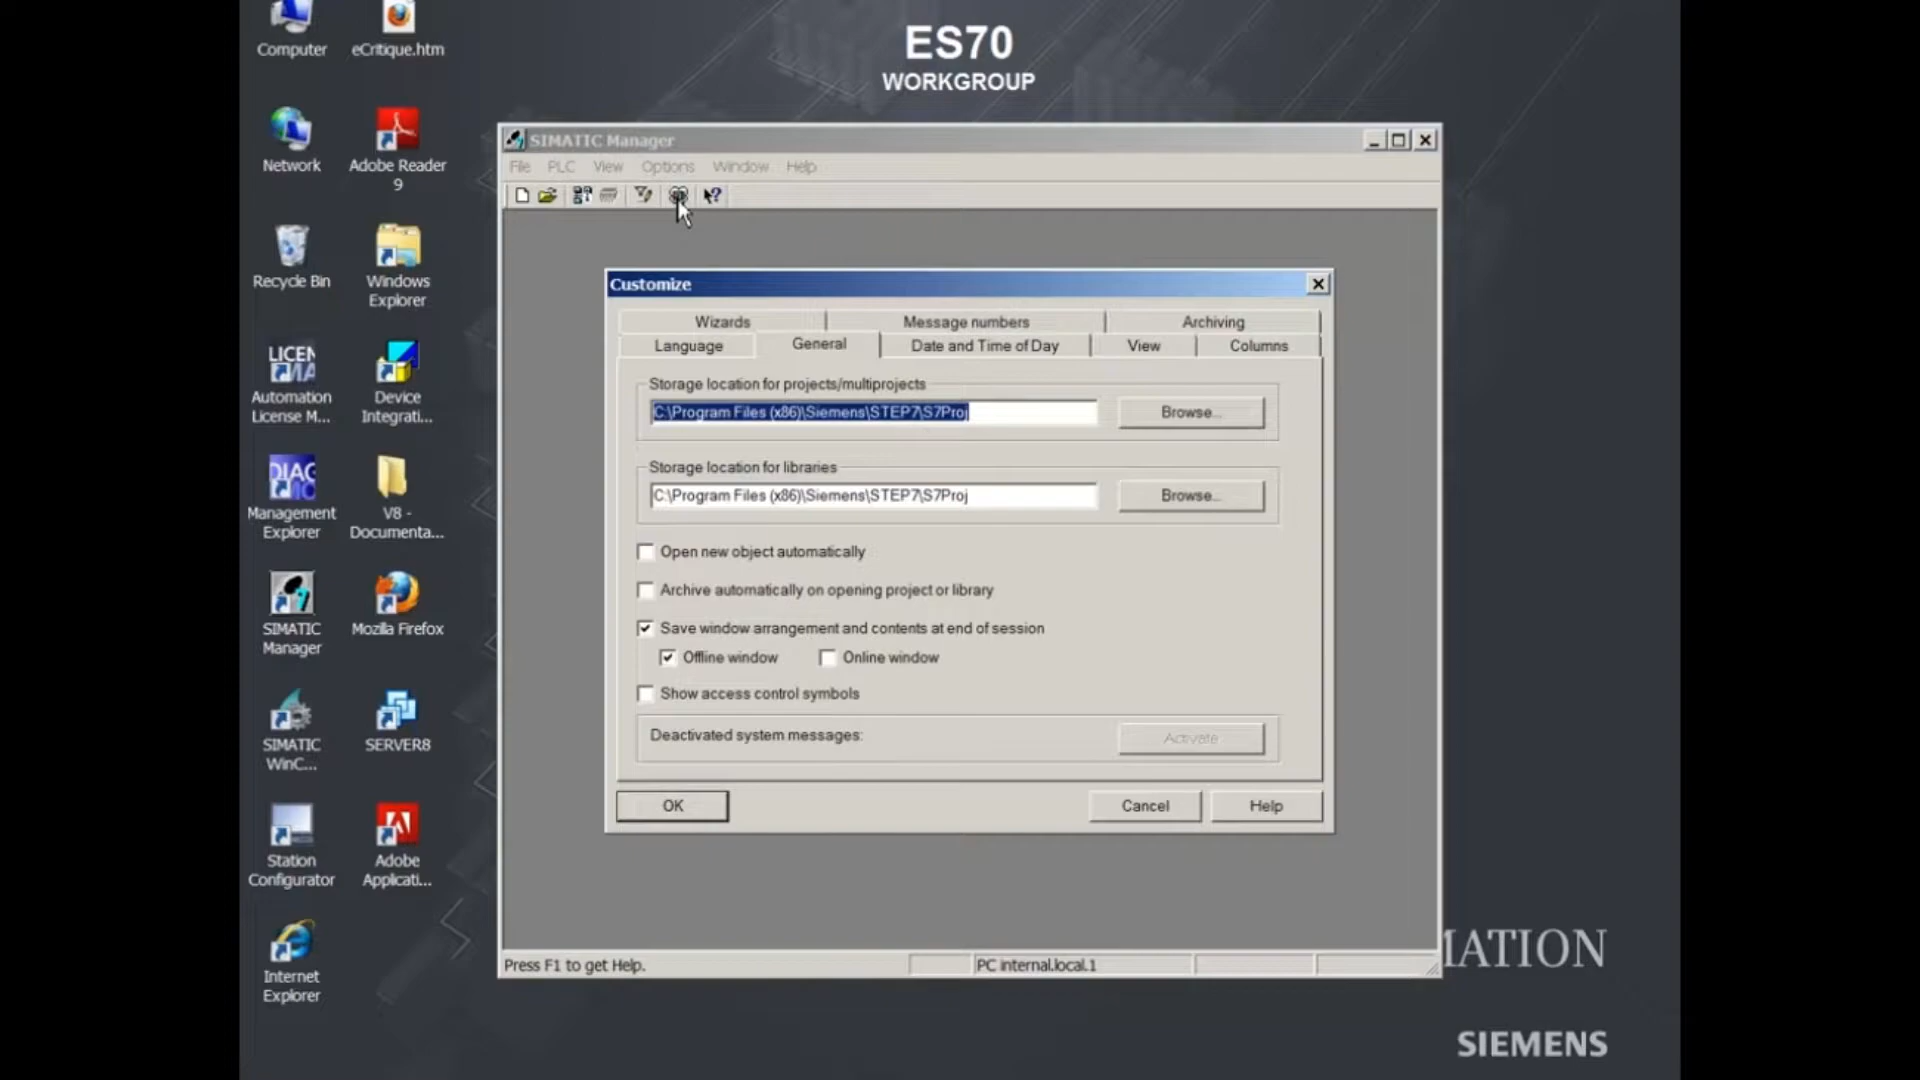 ES70
WORKGROUP
Computer
eCritique.htm
Network
Adobe Reader
9
Recycle Bin
Windows
Explorer
LICEN
Automation
License M...
Device
Integrati...
DIAG
Management
Explorer
V8 -
Documenta...
SIMATIC
Manager
Mozilla Firefox
SIMATIC
WinC...
SERVER8
Station
Configurator
Adobe
Applicati...
Internet
Explorer
SIMATIC Manager
File PLC View Options Window Help
Customize
Wizards Message numbers Archiving
Language General Date and Time of Day View Columns
Storage location for projects/multiprojects
C:\Program Files (x86)\Siemens\STEP7\S7Proj
Browse...
Storage location for libraries
C:\Program Files (x86)\Siemens\STEP7\S7Proj
Browse...
Open new object automatically
Archive automatically on opening project or library
Save window arrangement and contents at end of session
Offline window Online window
Show access control symbols
Deactivated system messages:
Activate
OK Cancel Help
Press F1 to get Help.
PC internal.local.1
MATION
SIEMENS